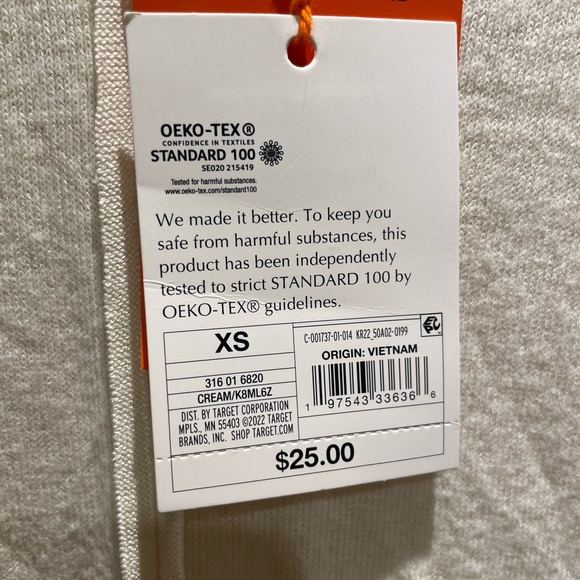 OEKO-TEX®
CONFIDENCE IN TEXTILES
STANDARD 100
SE020 215419
Tested for harmful substances.
www.oeko-tex.com/standard100
We made it better. To keep you
safe from harmful substances, this
product has been independently
tested to strict STANDARD 100 by
OEKO-TEX® guidelines.
XS
316 01 6820
CREAM/K8ML6Z
DIST. BY TARGET CORPORATION
MPLS., MN 55403 ©2022 TARGET
BRANDS, INC. SHOP TARGET.COM
C-001737-01-014 KR22_50A02-0199
ORIGIN: VIETNAM
1 97543 33636 6
$25.00